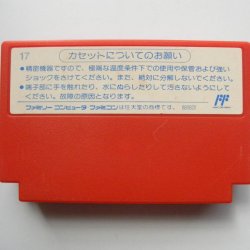 17
カセットについてのお願い
●精密機器ですので、極端な温度条件下での使用や保管および強い
ショックをさけてください。また、絶対に分解しないでください。
●端子部に手を触れたり、水にぬらしたりして汚さないようにして
ください。故障の原因となります。
ファミリーコンピュータ ファミコンは任天堂の商標です。